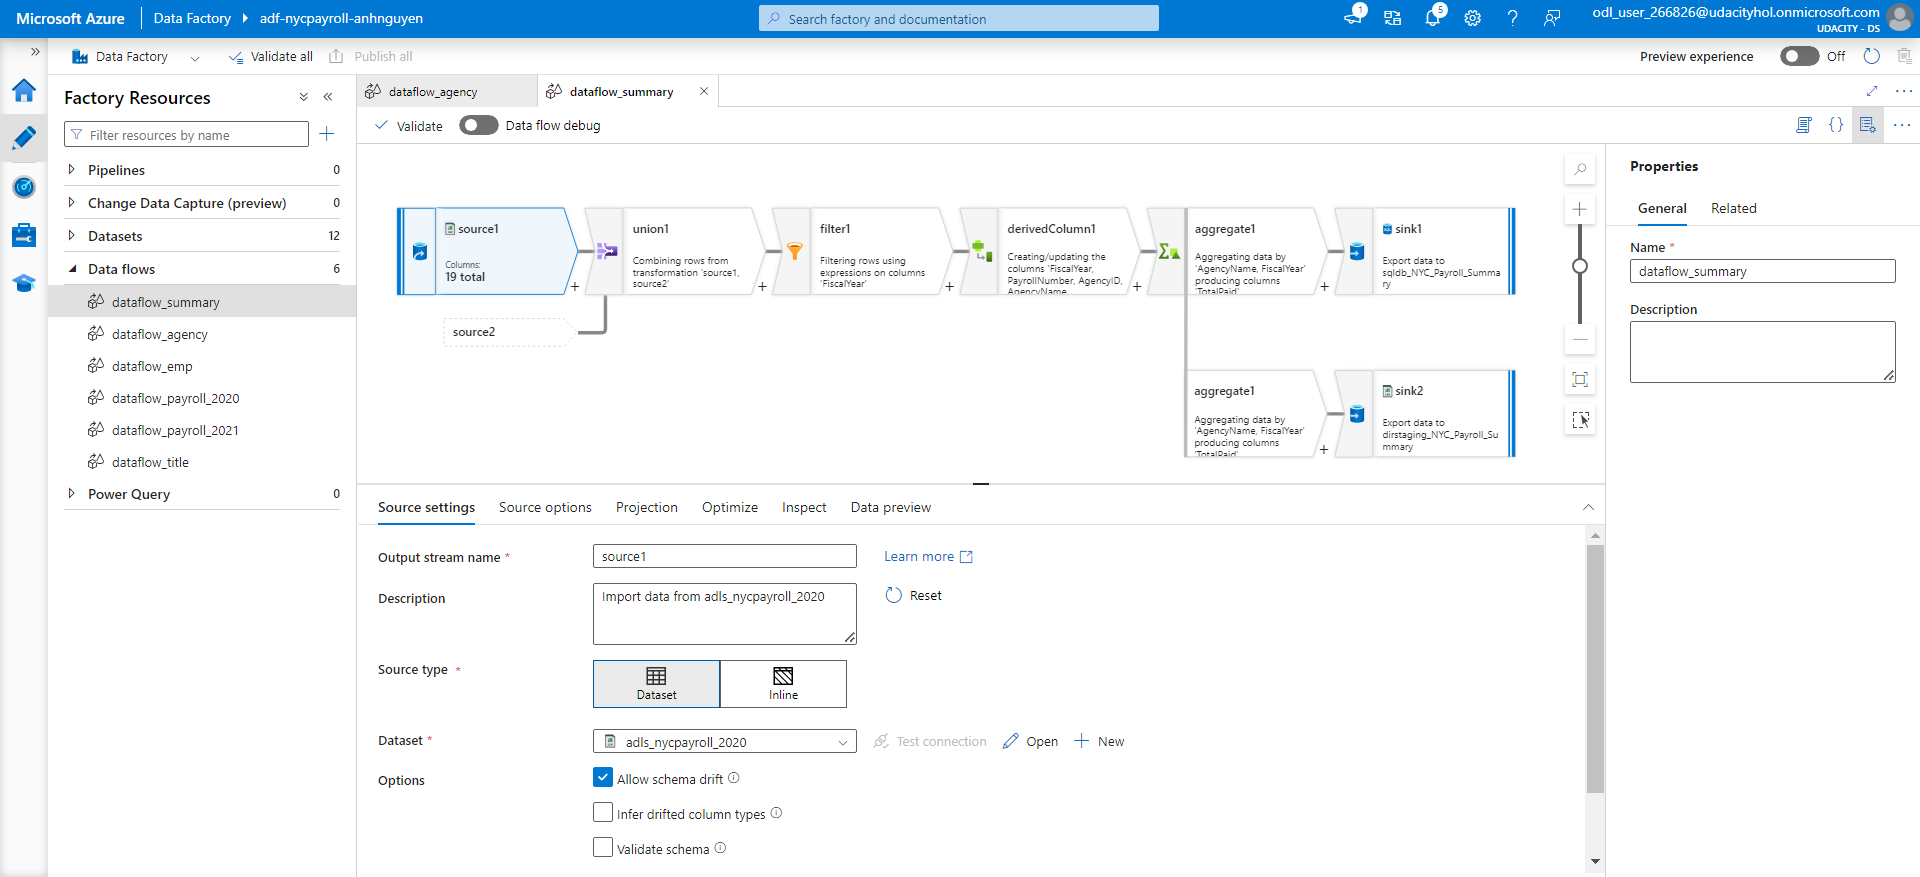 Microsoft Azure
Data Factory
adf-nycpayroll-anhnguyen
Search factory and documentation
1
5
odl_user_266826@udacityhol.onmicrosoft.com
UDACITY - DS
Data Factory
Validate all
Publish all
Preview experience
Off
Factory Resources
Filter resources by name
Pipelines 0
Change Data Capture (preview) 0
Datasets 12
Data flows 6
dataflow_summary
dataflow_agency
dataflow_emp
dataflow_payroll_2020
dataflow_payroll_2021
dataflow_title
Power Query 0
dataflow_agency
dataflow_summary
Validate
Data flow debug
source1
Columns:
19 total
union1
Combining rows from
transformation 'source1,
source2'
filter1
Filtering rows using
expressions on columns
'FiscalYear'
derivedColumn1
Creating/updating the
columns 'FiscalYear,
PayrollNumber, AgencyID,
AgencyName,
aggregate1
Aggregating data by
'AgencyName, FiscalYear'
producing columns
'TotalPaid'
sink1
Export data to
sqldb_NYC_Payroll_Summa
ry
source2
aggregate1
Aggregating data by
'AgencyName, FiscalYear'
producing columns
'TotalPaid'
sink2
Export data to
dirstaging_NYC_Payroll_Su
mmary
Source settings
Source options
Projection
Optimize
Inspect
Data preview
Output stream name *
source1
Learn more
Description
Import data from adls_nycpayroll_2020
Reset
Source type *
Dataset
Inline
Dataset *
adls_nycpayroll_2020
Test connection
Open
New
Options
Allow schema drift
Infer drifted column types
Validate schema
Properties
General
Related
Name *
dataflow_summary
Description